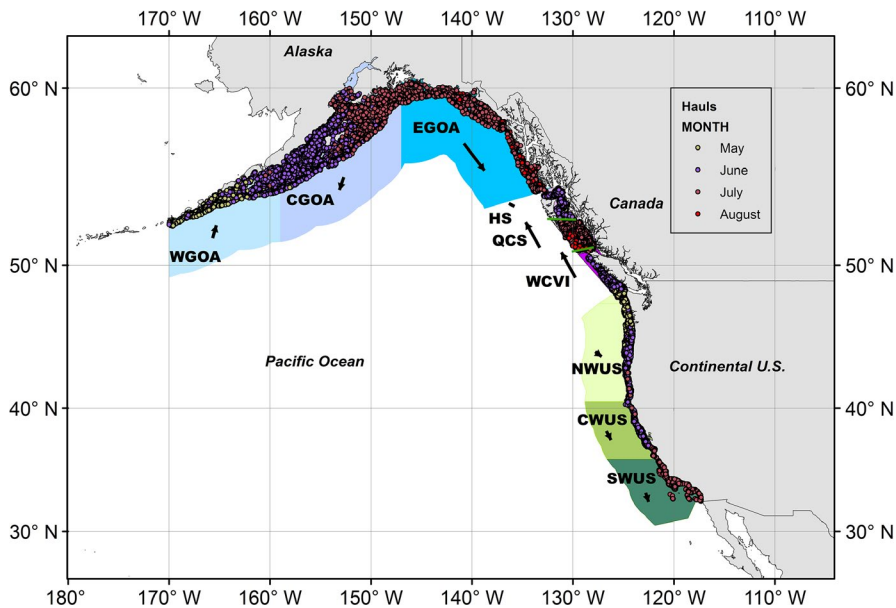 170° W 160° W 150° W 140° W 130° W 120° W 110° W
Alaska
60° N
60° N
Hauls
MONTH
May
June
July
August
EGOA
CGOA
Canada
HS
QCS
WGOA
50° N
50° N
WCVI
Pacific Ocean
NWUS
Continental U.S.
40° N
40° N
CWUS
SWUS
30° N
30° N
180° 170° W 160° W 150° W 140° W 130° W 120° W 110° W